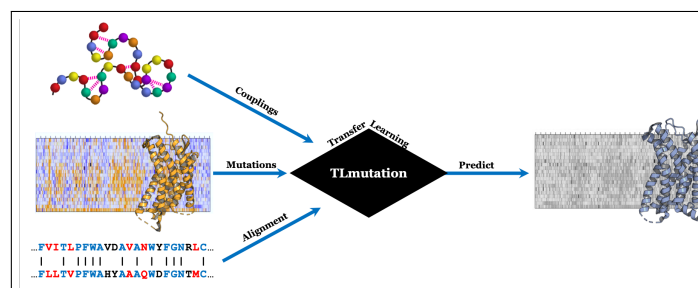 Couplings
Transfer Learning
Mutations
TLmutation
Predict
Alignment
...FVITLPFWAVDAVANWYFGNRLC...
...FLLTVPFWAHYAAAQWDFGNTMC...